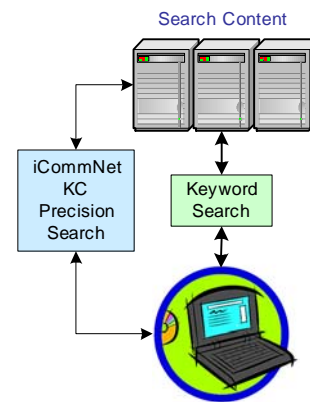 Search Content
iCommNet
KC
Precision
Search
Keyword
Search